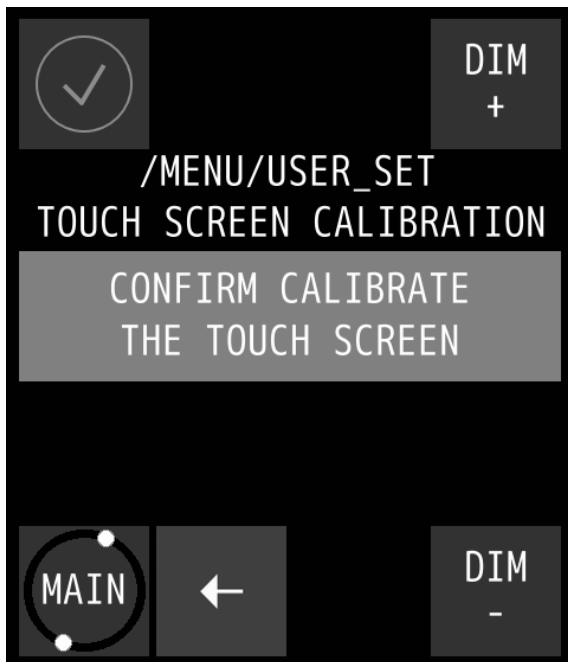 DIM
+
/MENU/USER_SET
TOUCH SCREEN CALIBRATION
CONFIRM CALIBRATE
THE TOUCH SCREEN
MAIN
←
DIM
-